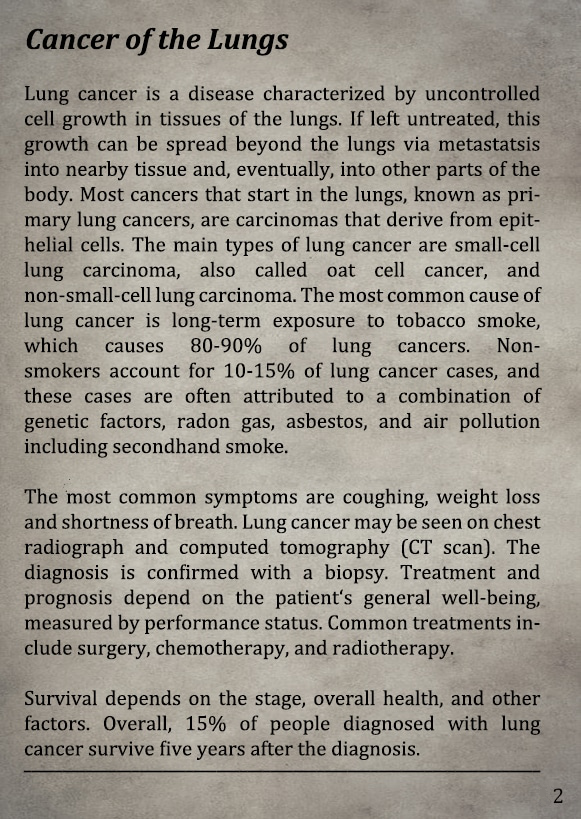 Cancer of the Lungs
Lung cancer is a disease characterized by uncontrolled
cell growth in tissues of the lungs. If left untreated, this
growth can be spread beyond the lungs via metastatsis
into nearby tissue and, eventually, into other parts of the
body. Most cancers that start in the lungs, known as pri-
mary lung cancers, are carcinomas that derive from epit-
helial cells. The main types of lung cancer are small-cell
lung carcinoma, also called oat cell cancer, and
non-small-cell lung carcinoma. The most common cause of
lung cancer is long-term exposure to tobacco smoke,
which causes 80-90% of lung cancers. Non-
smokers account for 10-15% of lung cancer cases, and
these cases are often attributed to a combination of
genetic factors, radon gas, asbestos, and air pollution
including secondhand smoke.
The most common symptoms are coughing, weight loss
and shortness of breath. Lung cancer may be seen on chest
radiograph and computed tomography (CT scan). The
diagnosis is confirmed with a biopsy. Treatment and
prognosis depend on the patient‘s general well-being,
measured by performance status. Common treatments in-
clude surgery, chemotherapy, and radiotherapy.
Survival depends on the stage, overall health, and other
factors. Overall, 15% of people diagnosed with lung
cancer survive five years after the diagnosis.
2